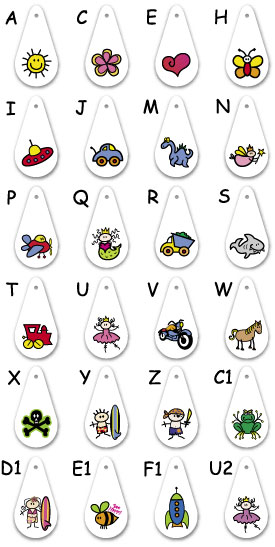 A C E H
I J M N
P Q R S
T U V W
X Y Z C1
D1 E1 F1 U2